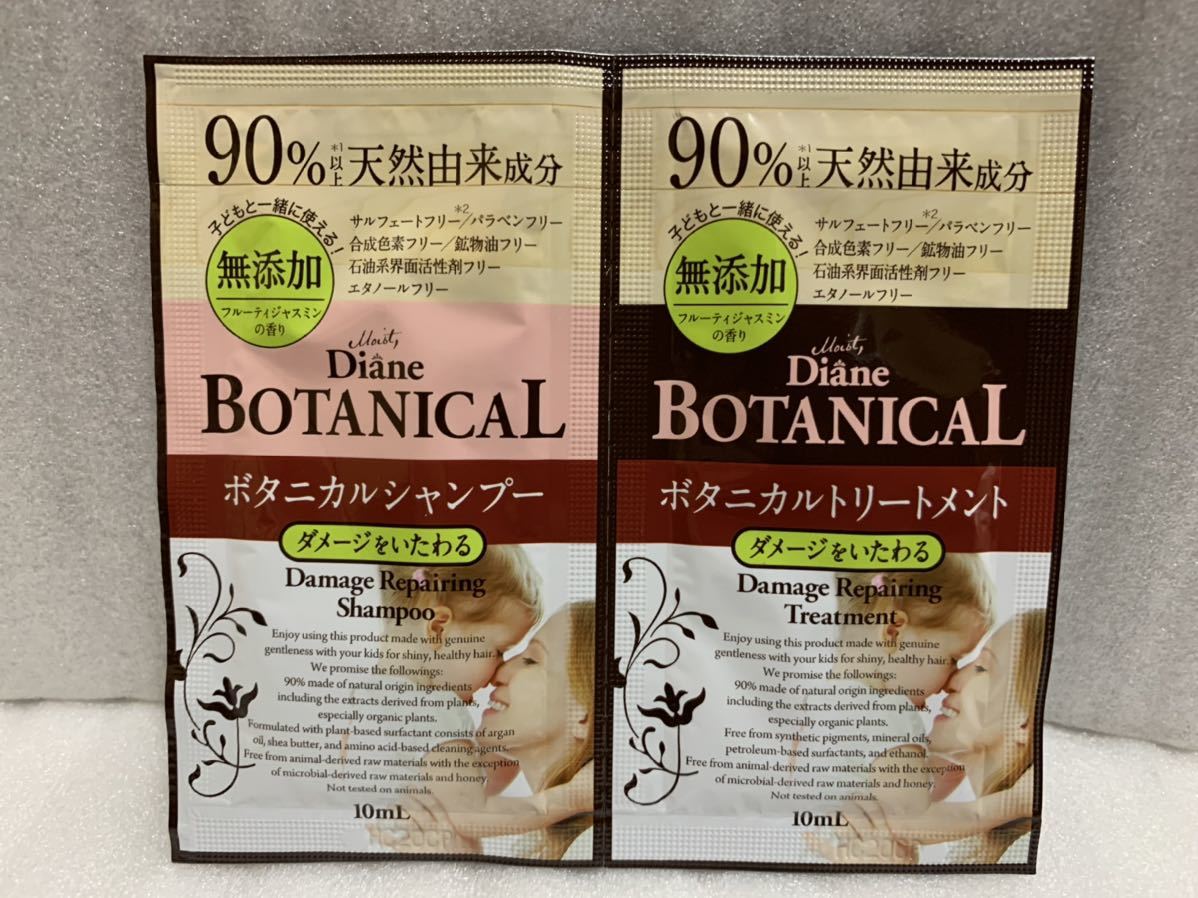 90%*1以上天然由来成分
子どもと一緒に使える!
無添加
フルーティジャスミン
の香り
サルフェートフリー*2/パラベンフリー
合成色素フリー/鉱物油フリー
石油系界面活性剤フリー
エタノールフリー
Moist,
Diane
BOTANICAL
ボタニカルシャンプー
ダメージをいたわる
Damage Repairing
Shampoo
Enjoy using this product made with genuine
gentleness with your kids for shiny, healthy hair.
We promise the followings:
90% made of natural origin ingredients
including the extracts derived from plants,
especially organic plants.
Formulated with plant-based surfactant consists of argan
oil, shea butter, and amino acid-based cleaning agents.
Free from animal-derived raw materials with the exception
of microbial-derived raw materials and honey.
Not tested on animals.
10mL
90%*1以上天然由来成分
子どもと一緒に使える!
無添加
フルーティジャスミン
の香り
サルフェートフリー*2/パラベンフリー
合成色素フリー/鉱物油フリー
石油系界面活性剤フリー
エタノールフリー
Moist,
Diane
BOTANICAL
ボタニカルトリートメント
ダメージをいたわる
Damage Repairing
Treatment
Enjoy using this product made with genuine
gentleness with your kids for shiny, healthy hair.
We promise the followings:
90% made of natural origin ingredients
including the extracts derived from plants,
especially organic plants.
Free from synthetic pigments, mineral oils,
petroleum-based surfactants, and ethanol.
Free from animal-derived raw materials with the exception
of microbial-derived raw materials and honey.
Not tested on animals.
10mL